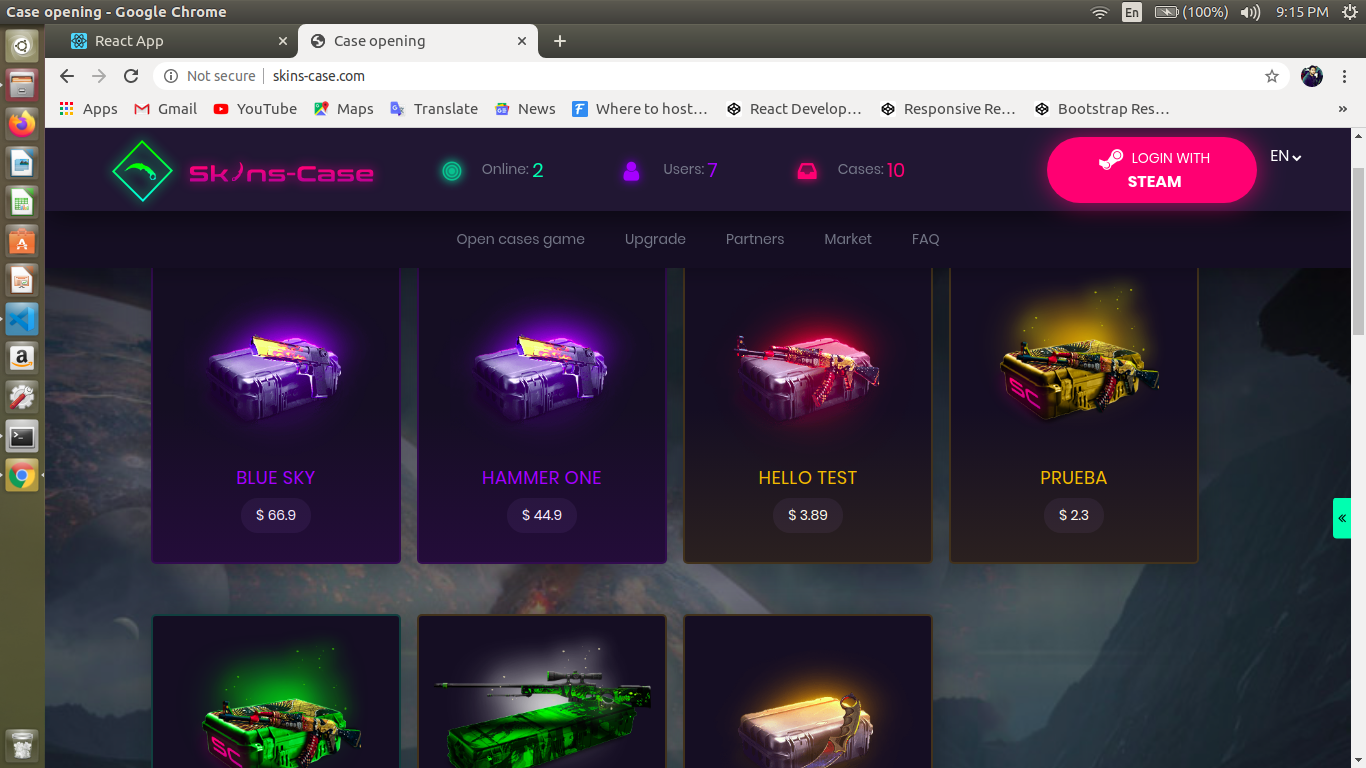 Case opening - Google Chrome
En
(100%)
9:15 PM
React App
Case opening
Not secure
skins-case.com
Apps
Gmail
YouTube
Maps
Translate
News
Where to host…
React Develop…
Responsive Re…
Bootstrap Res…
»
Skins-Case
Online: 2
Users: 7
Cases: 10
LOGIN WITH
STEAM
EN
Open cases game
Upgrade
Partners
Market
FAQ
SC
BLUE SKY
HAMMER ONE
HELLO TEST
PRUEBA
$ 66.9
$ 44.9
$ 3.89
$ 2.3
«
SC